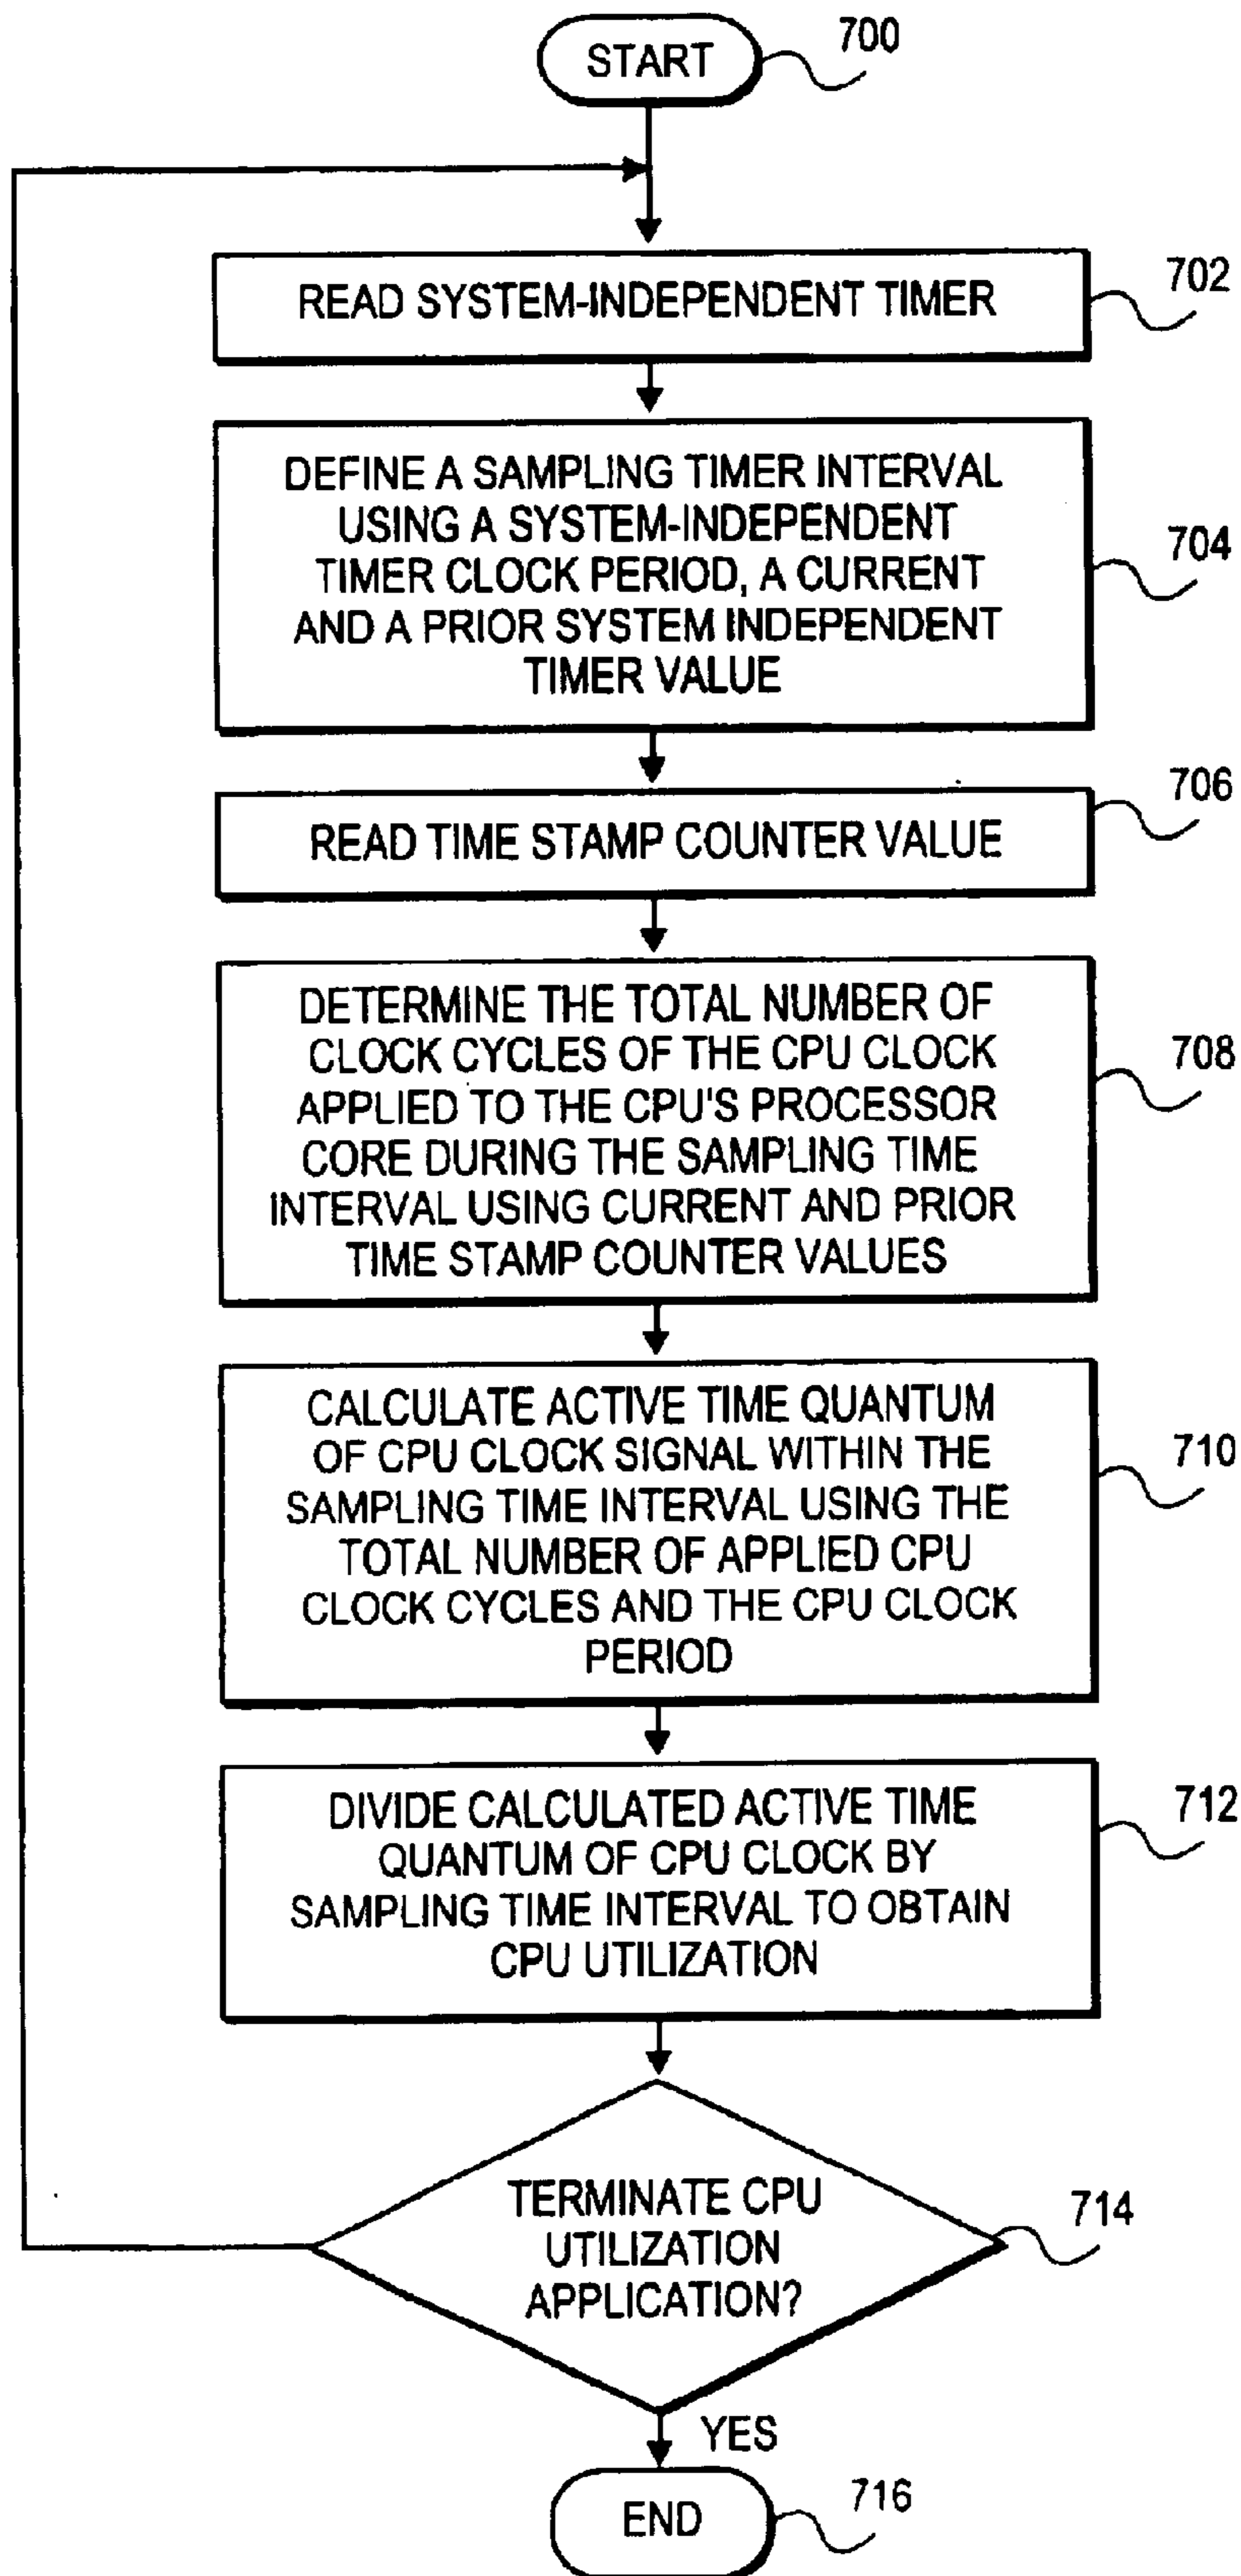 START
700
READ SYSTEM-INDEPENDENT TIMER
702
DEFINE A SAMPLING TIMER INTERVAL
USING A SYSTEM-INDEPENDENT
TIMER CLOCK PERIOD, A CURRENT
AND A PRIOR SYSTEM INDEPENDENT
TIMER VALUE
704
READ TIME STAMP COUNTER VALUE
706
DETERMINE THE TOTAL NUMBER OF
CLOCK CYCLES OF THE CPU CLOCK
APPLIED TO THE CPU'S PROCESSOR
CORE DURING THE SAMPLING TIME
INTERVAL USING CURRENT AND PRIOR
TIME STAMP COUNTER VALUES
708
CALCULATE ACTIVE TIME QUANTUM
OF CPU CLOCK SIGNAL WITHIN THE
SAMPLING TIME INTERVAL USING THE
TOTAL NUMBER OF APPLIED CPU
CLOCK CYCLES AND THE CPU CLOCK
PERIOD
710
DIVIDE CALCULATED ACTIVE TIME
QUANTUM OF CPU CLOCK BY
SAMPLING TIME INTERVAL TO OBTAIN
CPU UTILIZATION
712
TERMINATE CPU
UTILIZATION
APPLICATION?
714
YES
END
716